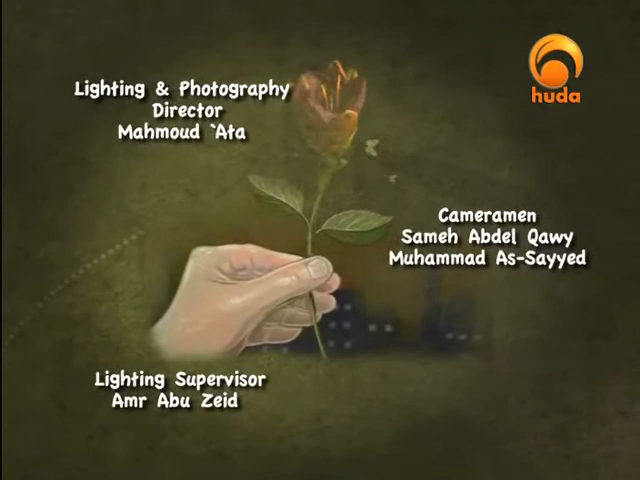 Lighting & Photography
Director
Mahmoud `Ata
huda
Cameramen
Sameh Abdel Qawy
Muhammad As-Sayyed
Lighting Supervisor
Amr Abu Zeid